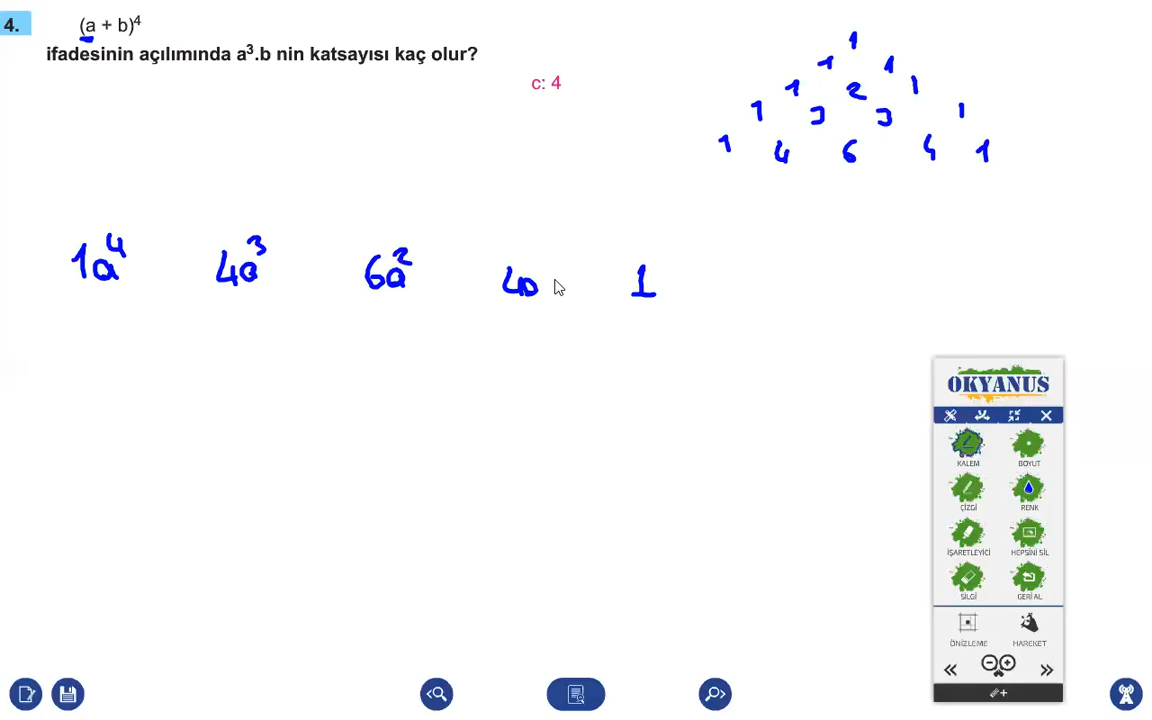 4. (a + b)⁴
ifadesinin açılımında a³.b nin katsayısı kaç olur?
c: 4
1
1 1
1 2 1
1 3 3 1
1 4 6 4 1
1a⁴ 4a³ 6a² 4a 1
OKYANUS
KALEM BOYUT
ÇİZGİ RENK
İŞARETLEYİCİ HEPSİNİ SİL
SİLGİ GERİ AL
ÖNİZLEME HAREKET